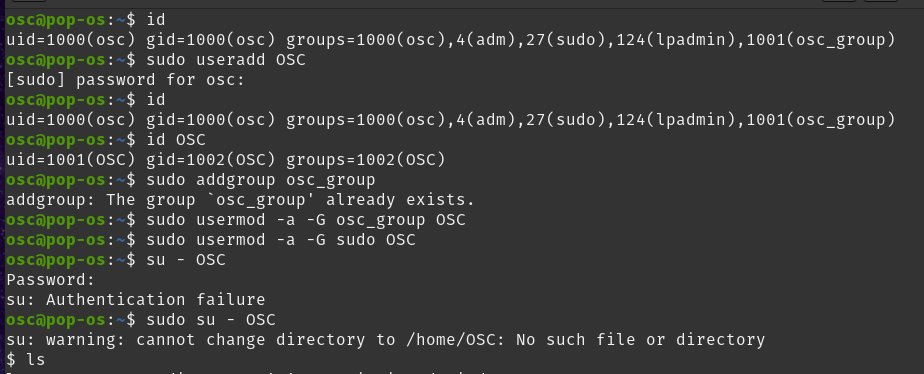 osc@pop-os:~$ id
uid=1000(osc) gid=1000(osc) groups=1000(osc),4(adm),27(sudo),124(lpadmin),1001(osc_group)
osc@pop-os:~$ sudo useradd OSC
[sudo] password for osc:
osc@pop-os:~$ id
uid=1000(osc) gid=1000(osc) groups=1000(osc),4(adm),27(sudo),124(lpadmin),1001(osc_group)
osc@pop-os:~$ id OSC
uid=1001(OSC) gid=1002(OSC) groups=1002(OSC)
osc@pop-os:~$ sudo addgroup osc_group
addgroup: The group `osc_group' already exists.
osc@pop-os:~$ sudo usermod -a -G osc_group OSC
osc@pop-os:~$ sudo usermod -a -G sudo OSC
osc@pop-os:~$ su - OSC
Password:
su: Authentication failure
osc@pop-os:~$ sudo su - OSC
su: warning: cannot change directory to /home/OSC: No such file or directory
$ ls